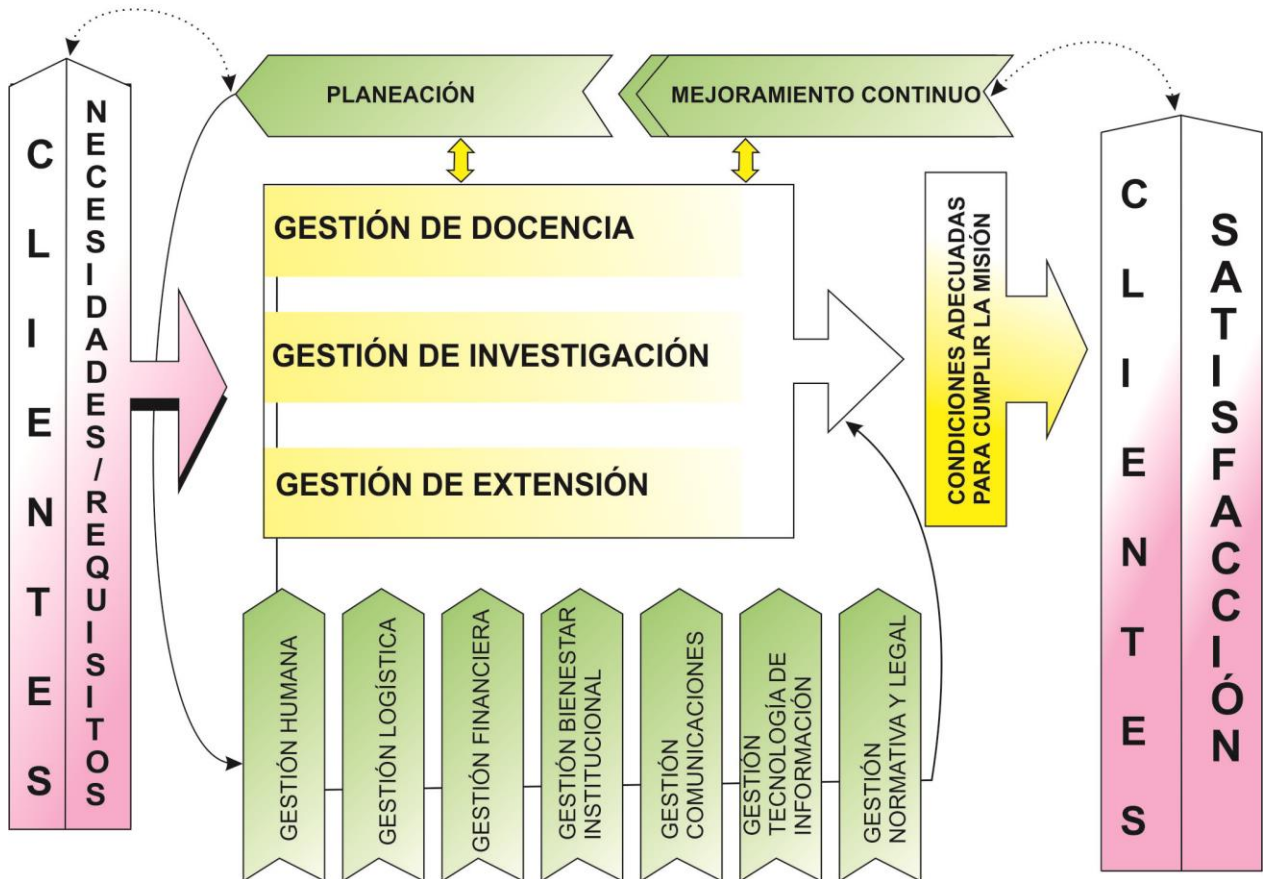 CLIENTES
NECESIDADES/REQUISITOS
PLANEACIÓN
MEJORAMIENTO CONTINUO
GESTIÓN DE DOCENCIA
GESTIÓN DE INVESTIGACIÓN
GESTIÓN DE EXTENSIÓN
GESTIÓN HUMANA
GESTIÓN LOGÍSTICA
GESTIÓN FINANCIERA
GESTIÓN BIENESTAR
INSTITUCIONAL
GESTIÓN
COMUNICACIONES
GESTIÓN
TECNOLOGÍA DE
INFORMACIÓN
GESTIÓN
NORMATIVA Y LEGAL
CONDICIONES ADECUADAS
PARA CUMPLIR LA MISIÓN
CLIENTES
SATISFACCIÓN